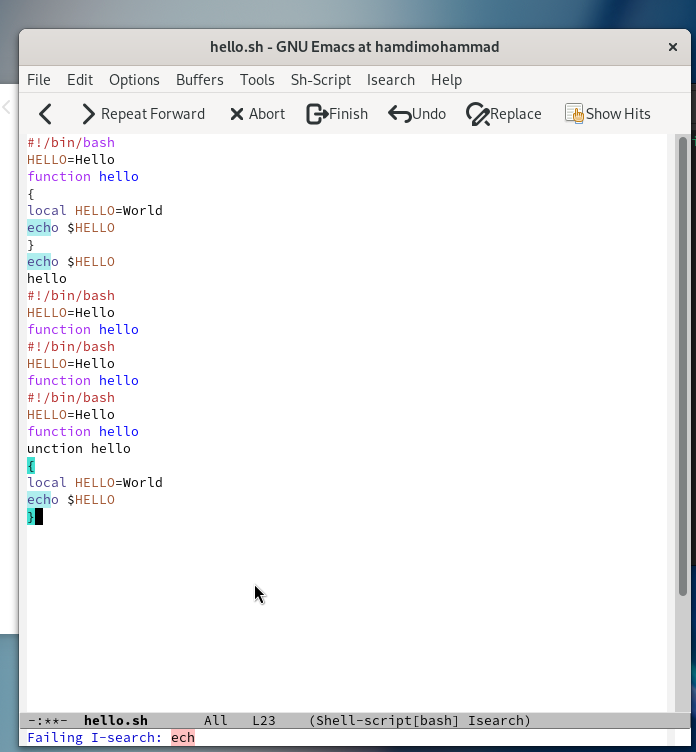 hello.sh - GNU Emacs at hamdimohammad
File Edit Options Buffers Tools Sh-Script Isearch Help
Repeat Forward Abort Finish Undo Replace Show Hits
#!/bin/bash
HELLO=Hello
function hello
{
local HELLO=World
echo $HELLO
}
echo $HELLO
hello
#!/bin/bash
HELLO=Hello
function hello
#!/bin/bash
HELLO=Hello
function hello
#!/bin/bash
HELLO=Hello
function hello
unction hello
{
local HELLO=World
echo $HELLO
}
-:**- hello.sh All L23 (Shell-script[bash] Isearch)
Failing I-search: ech